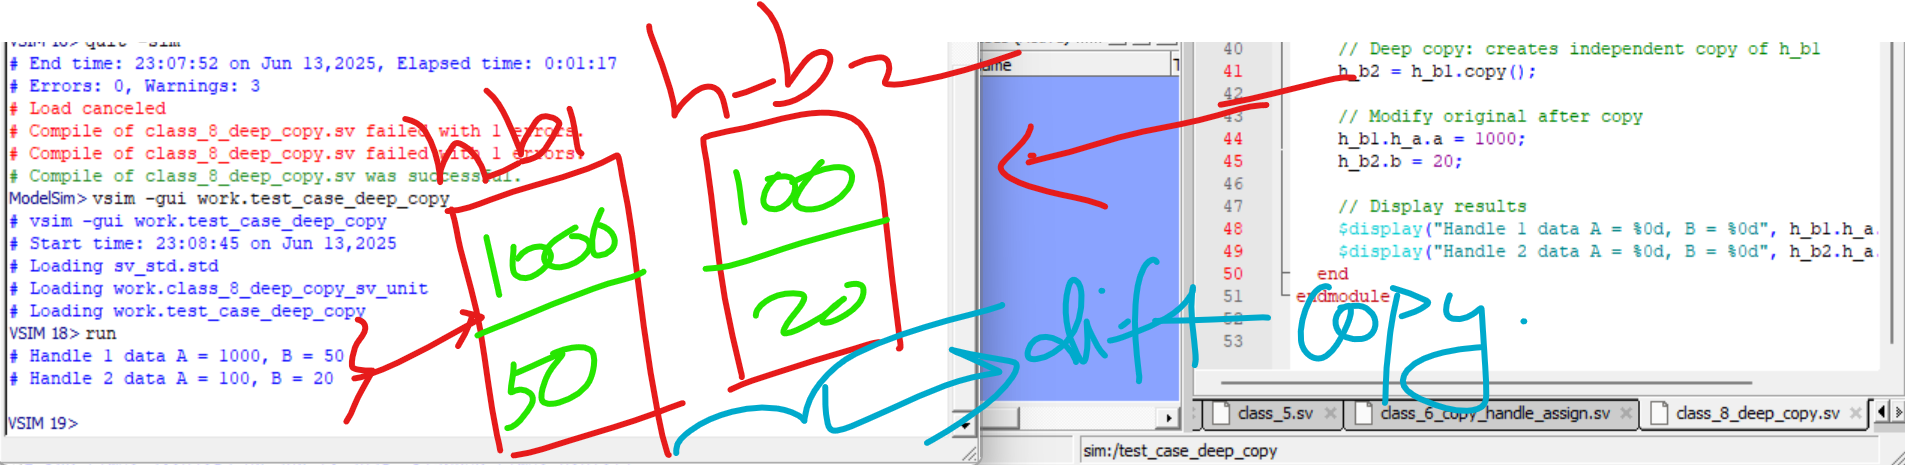 VSIM 16> quit -sim
# End time: 23:07:52 on Jun 13,2025, Elapsed time: 0:01:17
# Errors: 0, Warnings: 3
# Load canceled
# Compile of class_8_deep_copy.sv failed with 1 errors.
# Compile of class_8_deep_copy.sv failed with 1 errors.
# Compile of class_8_deep_copy.sv was successful.
ModelSim> vsim -gui work.test_case_deep_copy
# vsim -gui work.test_case_deep_copy
# Start time: 23:08:45 on Jun 13,2025
# Loading sv_std.std
# Loading work.class_8_deep_copy_sv_unit
# Loading work.test_case_deep_copy
VSIM 18> run
# Handle 1 data A = 1000, B = 50
# Handle 2 data A = 100, B = 20
VSIM 19>
h_b1
1000
50
h_b2
100
20
diff copy.
ame
40 // Deep copy: creates independent copy of h_b1
41 h_b2 = h_b1.copy();
42
43 // Modify original after copy
44 h_b1.h_a.a = 1000;
45 h_b2.b = 20;
46
47 // Display results
48 $display("Handle 1 data A = %0d, B = %0d", h_b1.h_a.
49 $display("Handle 2 data A = %0d, B = %0d", h_b2.h_a.
50 end
51 endmodule
52
53
class_5.sv class_6_copy_handle_assign.sv class_8_deep_copy.sv
sim:/test_case_deep_copy